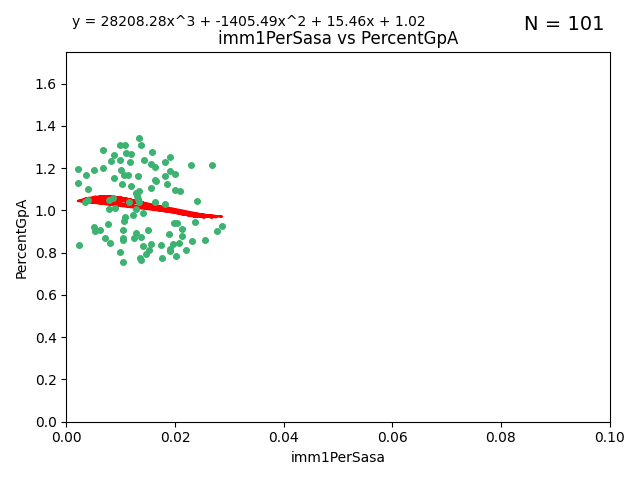 y = 28208.28x^3 + -1405.49x^2 + 15.46x + 1.02
N = 101
imm1PerSasa vs PercentGpA
1.6
1.4
1.2
1.0
0.8
0.6
0.4
0.2
0.0
PercentGpA
0.00 0.02 0.04 0.06 0.08 0.10
imm1PerSasa